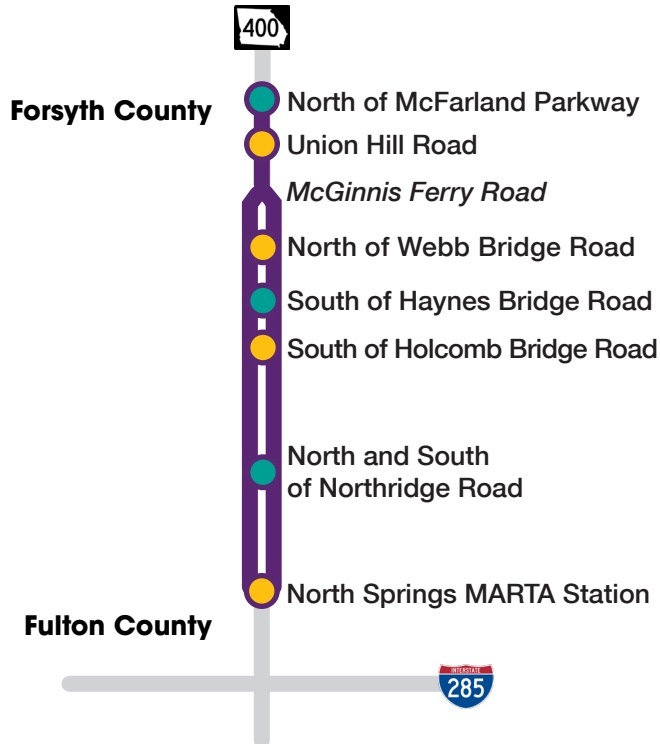 400
Forsyth County
North of McFarland Parkway
Union Hill Road
McGinnis Ferry Road
North of Webb Bridge Road
South of Haynes Bridge Road
South of Holcomb Bridge Road
North and South
of Northridge Road
North Springs MARTA Station
Fulton County
INTERSTATE
285